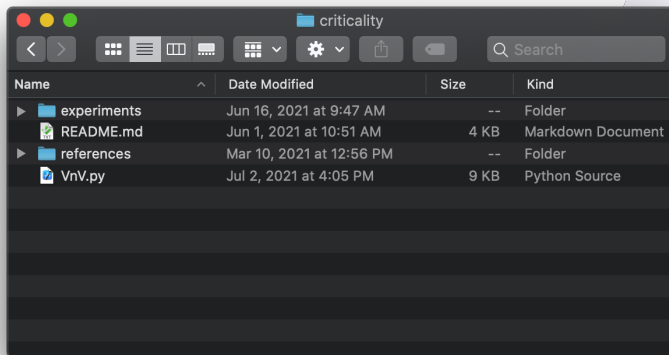 criticality
Search
Name Date Modified Size Kind
experiments Jun 16, 2021 at 9:47 AM -- Folder
README.md Jun 1, 2021 at 10:51 AM 4 KB Markdown Document
references Mar 10, 2021 at 12:56 PM -- Folder
VnV.py Jul 2, 2021 at 4:05 PM 9 KB Python Source